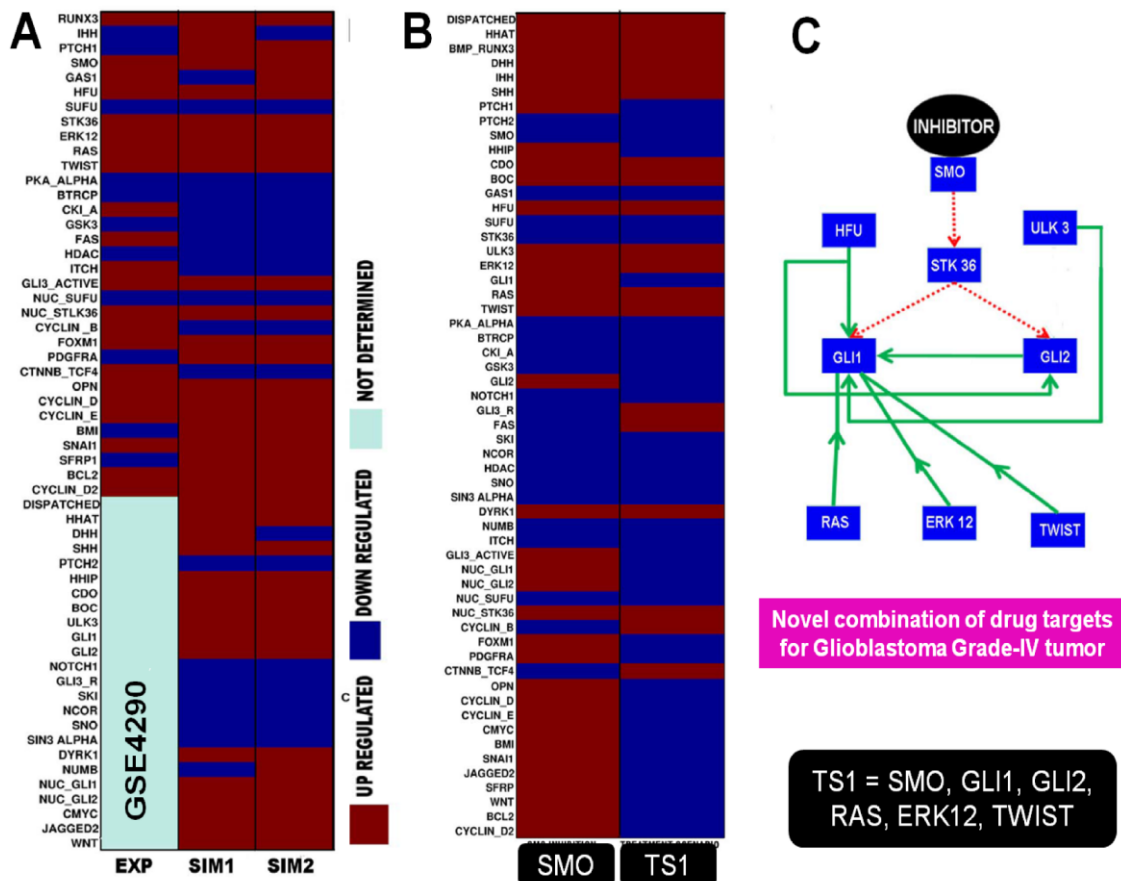 A
RUNX3
IHH
PTCH1
SMO
GAS1
HFU
SUFU
STK36
ERK12
RAS
TWIST
PKA_ALPHA
BTRCP
CKI_A
GSK3
FAS
HDAC
ITCH
GLI3_ACTIVE
NUC_SUFU
NUC_STLK36
CYCLIN _B
FOXM1
PDGFRA
CTNNB_TCF4
OPN
CYCLIN_D
CYCLIN_E
BMI
SNAI1
SFRP1
BCL2
CYCLIN_D2
DISPATCHED
HHAT
DHH
SHH
PTCH2
HHIP
CDO
BOC
ULK3
GLI1
GLI2
NOTCH1
GLI3_R
SKI
NCOR
SNO
SIN3 ALPHA
DYRK1
NUMB
NUC_GLI1
NUC_GLI2
CMYC
JAGGED2
WNT
GSE4290
EXP SIM1 SIM2
NOT DETERMINED
DOWN REGULATED
UP REGULATED
C
B
DISPATCHED
HHAT
BMP_RUNX3
DHH
IHH
SHH
PTCH1
PTCH2
SMO
HHIP
CDO
BOC
GAS1
HFU
SUFU
STK36
ULK3
ERK12
GLI1
RAS
TWIST
PKA_ALPHA
BTRCP
CKI_A
GSK3
GLI2
NOTCH1
GLI3_R
FAS
SKI
NCOR
HDAC
SNO
SIN3 ALPHA
DYRK1
NUMB
ITCH
GLI3_ACTIVE
NUC_GLI1
NUC_GLI2
NUC_SUFU
NUC_STK36
CYCLIN_B
FOXM1
PDGFRA
CTNNB_TCF4
OPN
CYCLIN_D
CYCLIN_E
CMYC
BMI
SNAI1
JAGGED2
SFRP
WNT
BCL2
CYCLIN_D2
SMO TS1
C
INHIBITOR
SMO
HFU
ULK 3
STK 36
GLI1
GLI2
RAS
ERK 12
TWIST
Novel combination of drug targets
for Glioblastoma Grade-IV tumor
TS1 = SMO, GLI1, GLI2,
RAS, ERK12, TWIST